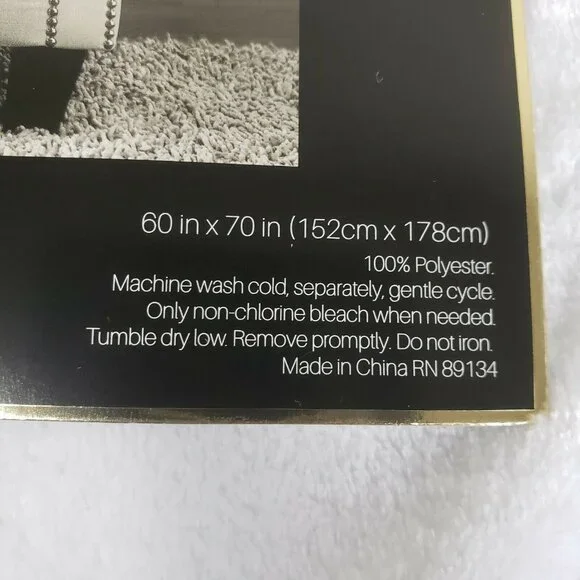 60 in x 70 in (152cm x 178cm)
100% Polyester.
Machine wash cold, separately, gentle cycle.
Only non-chlorine bleach when needed.
Tumble dry low. Remove promptly. Do not iron.
Made in China RN 89134